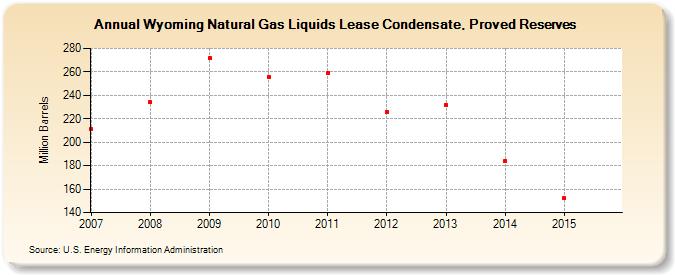 Annual Wyoming Natural Gas Liquids Lease Condensate, Proved Reserves
Million Barrels
280
260
240
220
200
180
160
140
2007 2008 2009 2010 2011 2012 2013 2014 2015
Source: U.S. Energy Information Administration